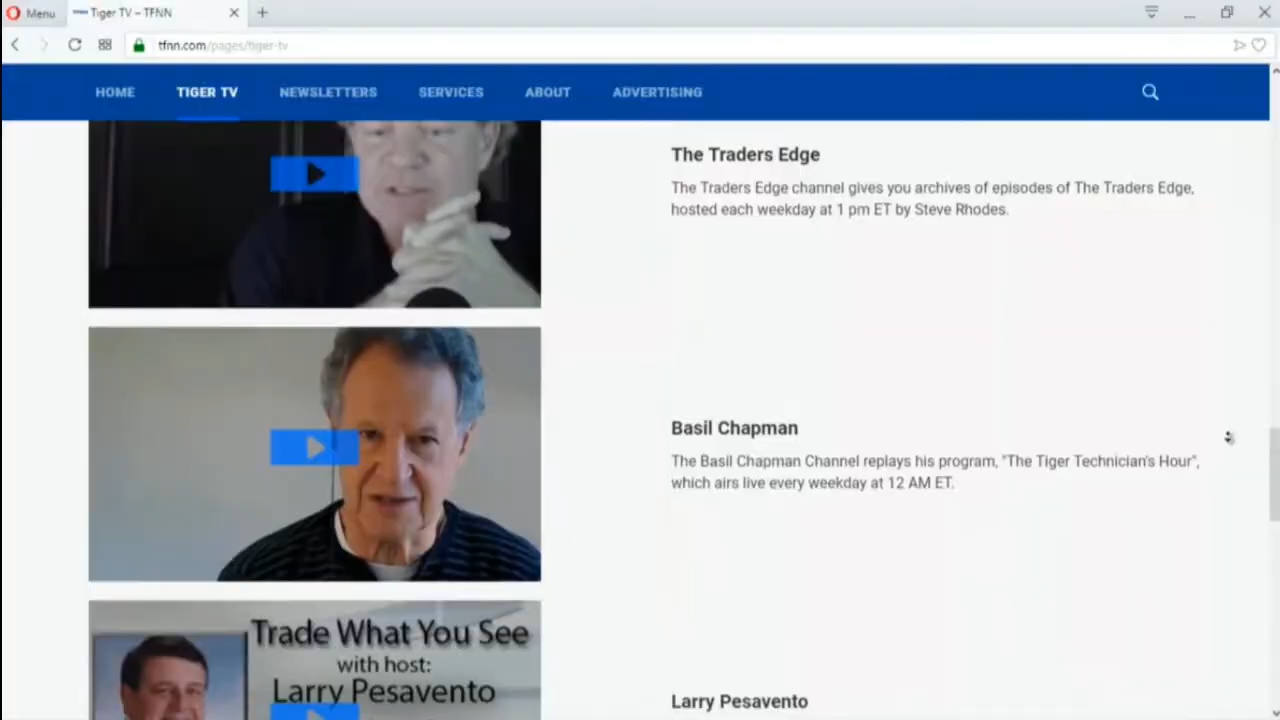 Menu
Tiger TV – TFNN
tfnn.com/pages/tiger-tv
HOME
TIGER TV
NEWSLETTERS
SERVICES
ABOUT
ADVERTISING
The Traders Edge
The Traders Edge channel gives you archives of episodes of The Traders Edge,
hosted each weekday at 1 pm ET by Steve Rhodes.
Basil Chapman
The Basil Chapman Channel replays his program, "The Tiger Technician's Hour",
which airs live every weekday at 12 AM ET.
Trade What You See
with host:
Larry Pesavento
Larry Pesavento